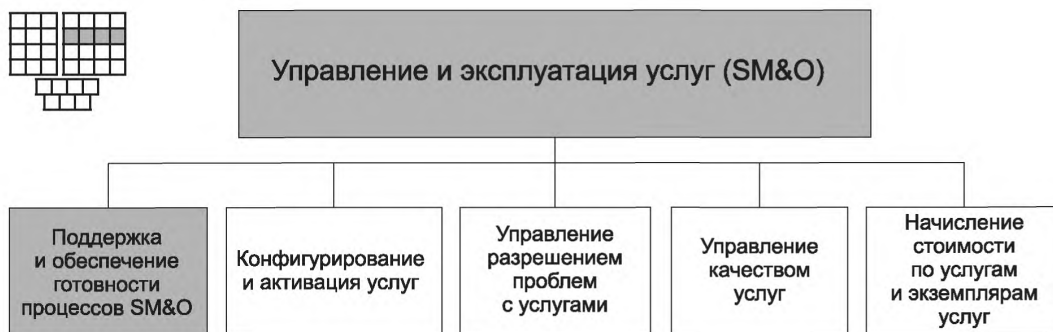 Управление и эксплуатация услуг (SM&O)
Поддержка
и обеспечение
готовности
процессов SM&O
Конфигурирование
и активация услуг
Управление
разрешением
проблем
с услугами
Управление
качеством
услуг
Начисление
стоимости
по услугам
и экземплярам
услуг